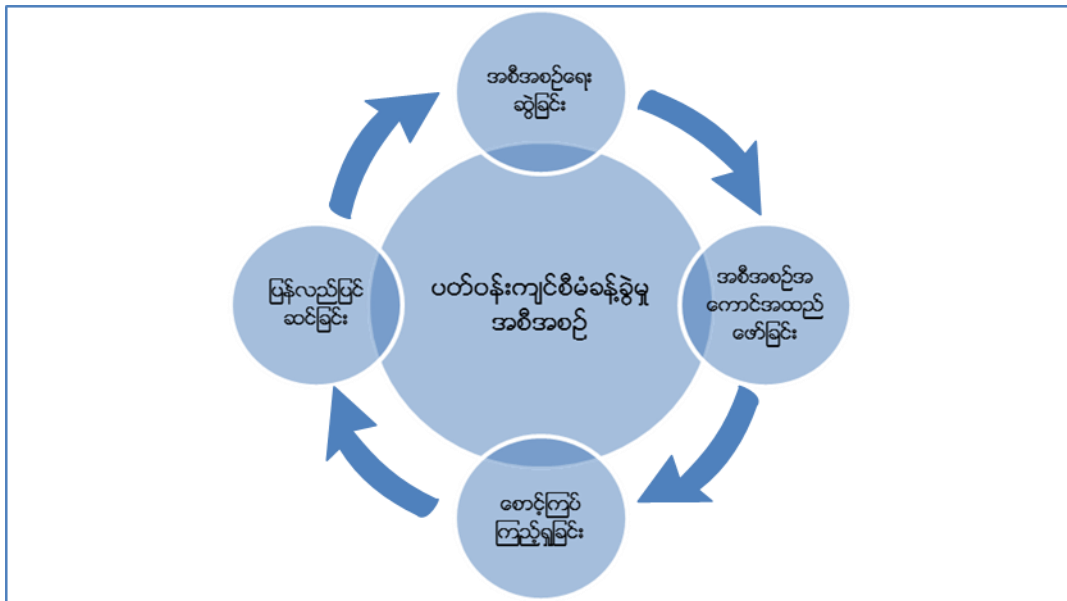 အစီအစဉ်ရေး
ဆွဲခြင်း
အစီအစဉ်အ
ကောင်အထည်
ဖော်ခြင်း
စောင့်ကြပ်
ကြည့်ရှုခြင်း
ပြန်လည်ပြင်
ဆင်ခြင်း
ပတ်ဝန်းကျင်စီမံခန့်ခွဲမှု
အစီအစဉ်